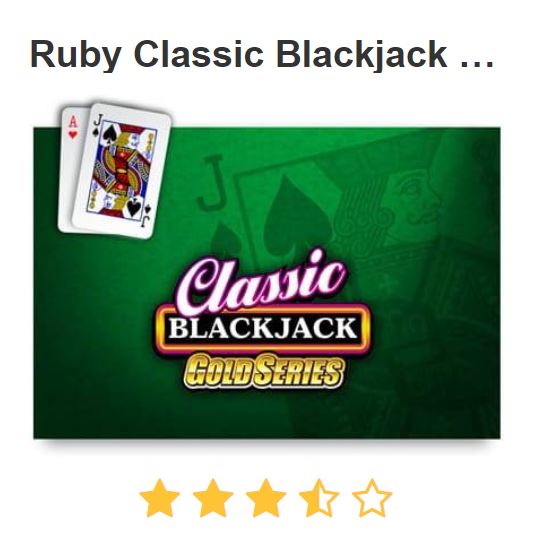 Ruby Classic Blackjack …
A
J
J
Classic
BLACKJACK
GOLD SERIES